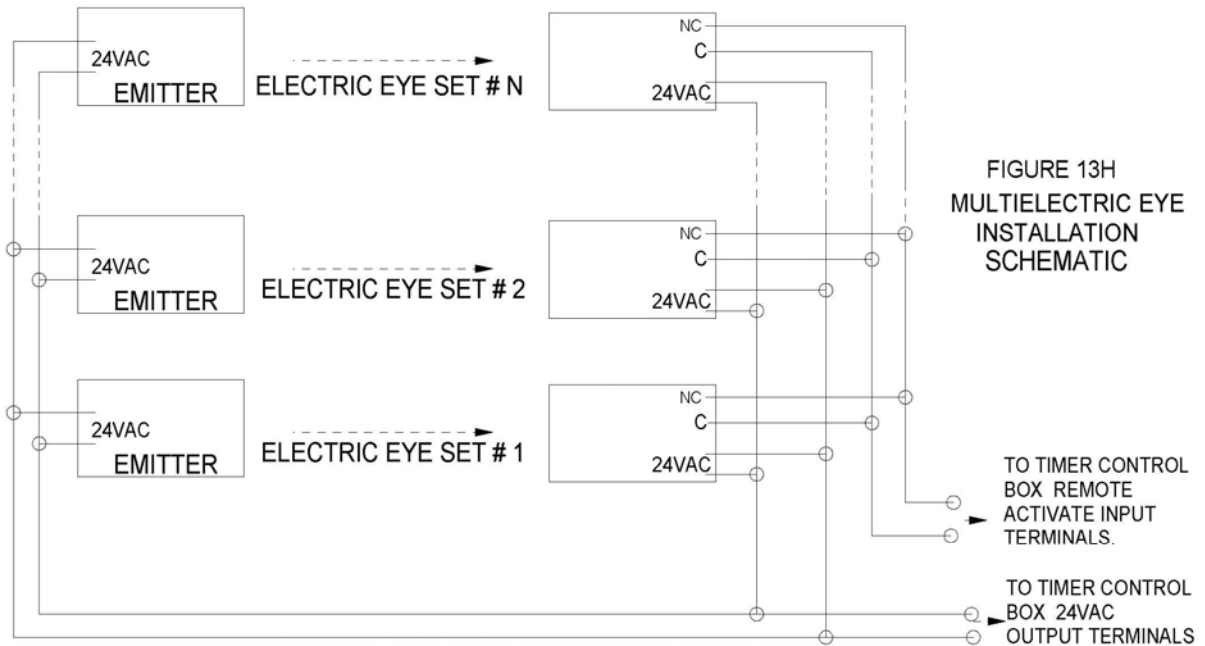 24VAC
EMITTER
ELECTRIC EYE SET # N
NC
C
24VAC
FIGURE 13H
MULTIELECTRIC EYE
INSTALLATION
SCHEMATIC
24VAC
EMITTER
ELECTRIC EYE SET # 2
NC
C
24VAC
24VAC
EMITTER
ELECTRIC EYE SET # 1
NC
C
24VAC
TO TIMER CONTROL
BOX REMOTE
ACTIVATE INPUT
TERMINALS.
TO TIMER CONTROL
BOX 24VAC
OUTPUT TERMINALS